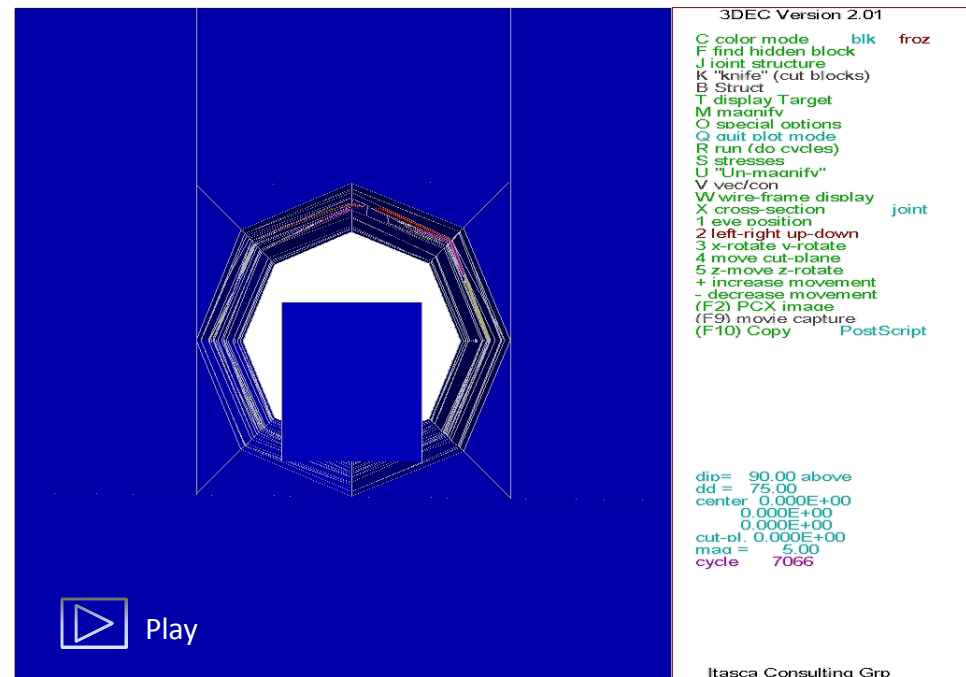 3DEC Version 2.01
C color mode blk froz
F find hidden block
J joint structure
K "knife" (cut blocks)
B Struct
T display Target
M magnify
O special options
Q quit plot mode
R run (do cycles)
S stresses
U "Un-magnify"
V vec/con
W wire-frame display
X cross-section joint
1 eye position
2 left-right up-down
3 x-rotate y-rotate
4 move cut-plane
5 z-move z-rotate
+ increase movement
- decrease movement
(F2) PCX image
(F9) movie capture
(F10) Copy PostScript
dip= 90.00 above
dd = 75.00
center 0.000E+00
0.000E+00
0.000E+00
cut-pl. 0.000E+00
mag = 5.00
cycle 7066
Play
Itasca Consulting Grp